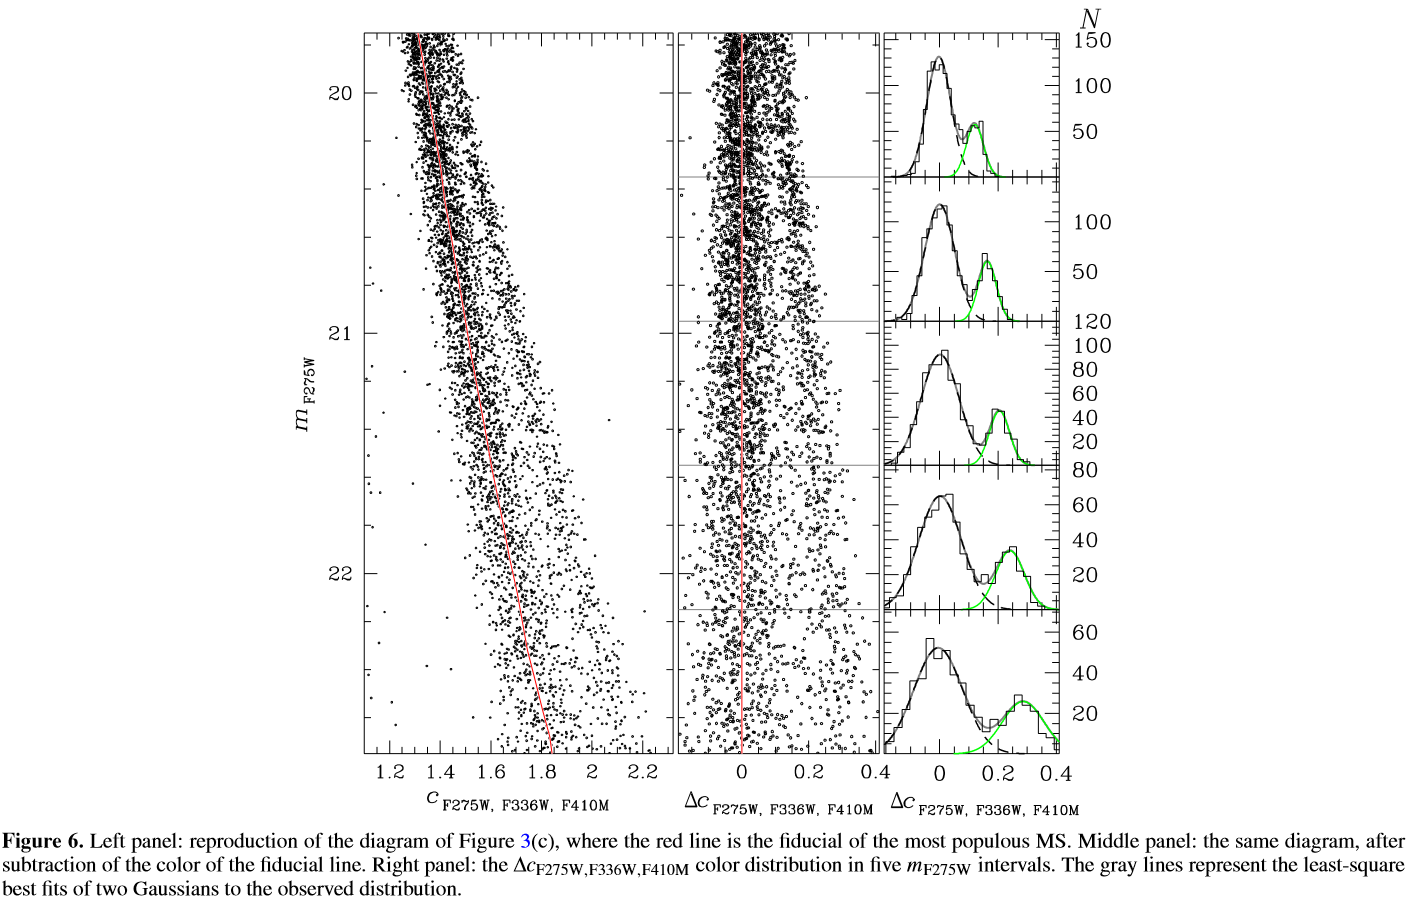 N
150
100
50
100
50
120
100
80
60
40
20
80
60
40
20
60
40
20
20
21
22
m F275W
1.2 1.4 1.6 1.8 2 2.2
0 0.2 0.4
0 0.2 0.4
c F275W, F336W, F410M
Δc F275W, F336W, F410M
Δc F275W, F336W, F410M
Figure 6. Left panel: reproduction of the diagram of Figure 3(c), where the red line is the fiducial of the most populous MS. Middle panel: the same diagram, after
subtraction of the color of the fiducial line. Right panel: the ΔcF275W,F336W,F410M color distribution in five mF275W intervals. The gray lines represent the least-square
best fits of two Gaussians to the observed distribution.